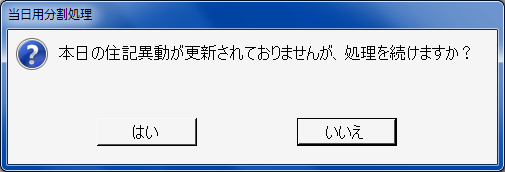 当日用分割処理
本日の住記異動が更新されておりませんが、処理を続けますか？
はい
いいえ